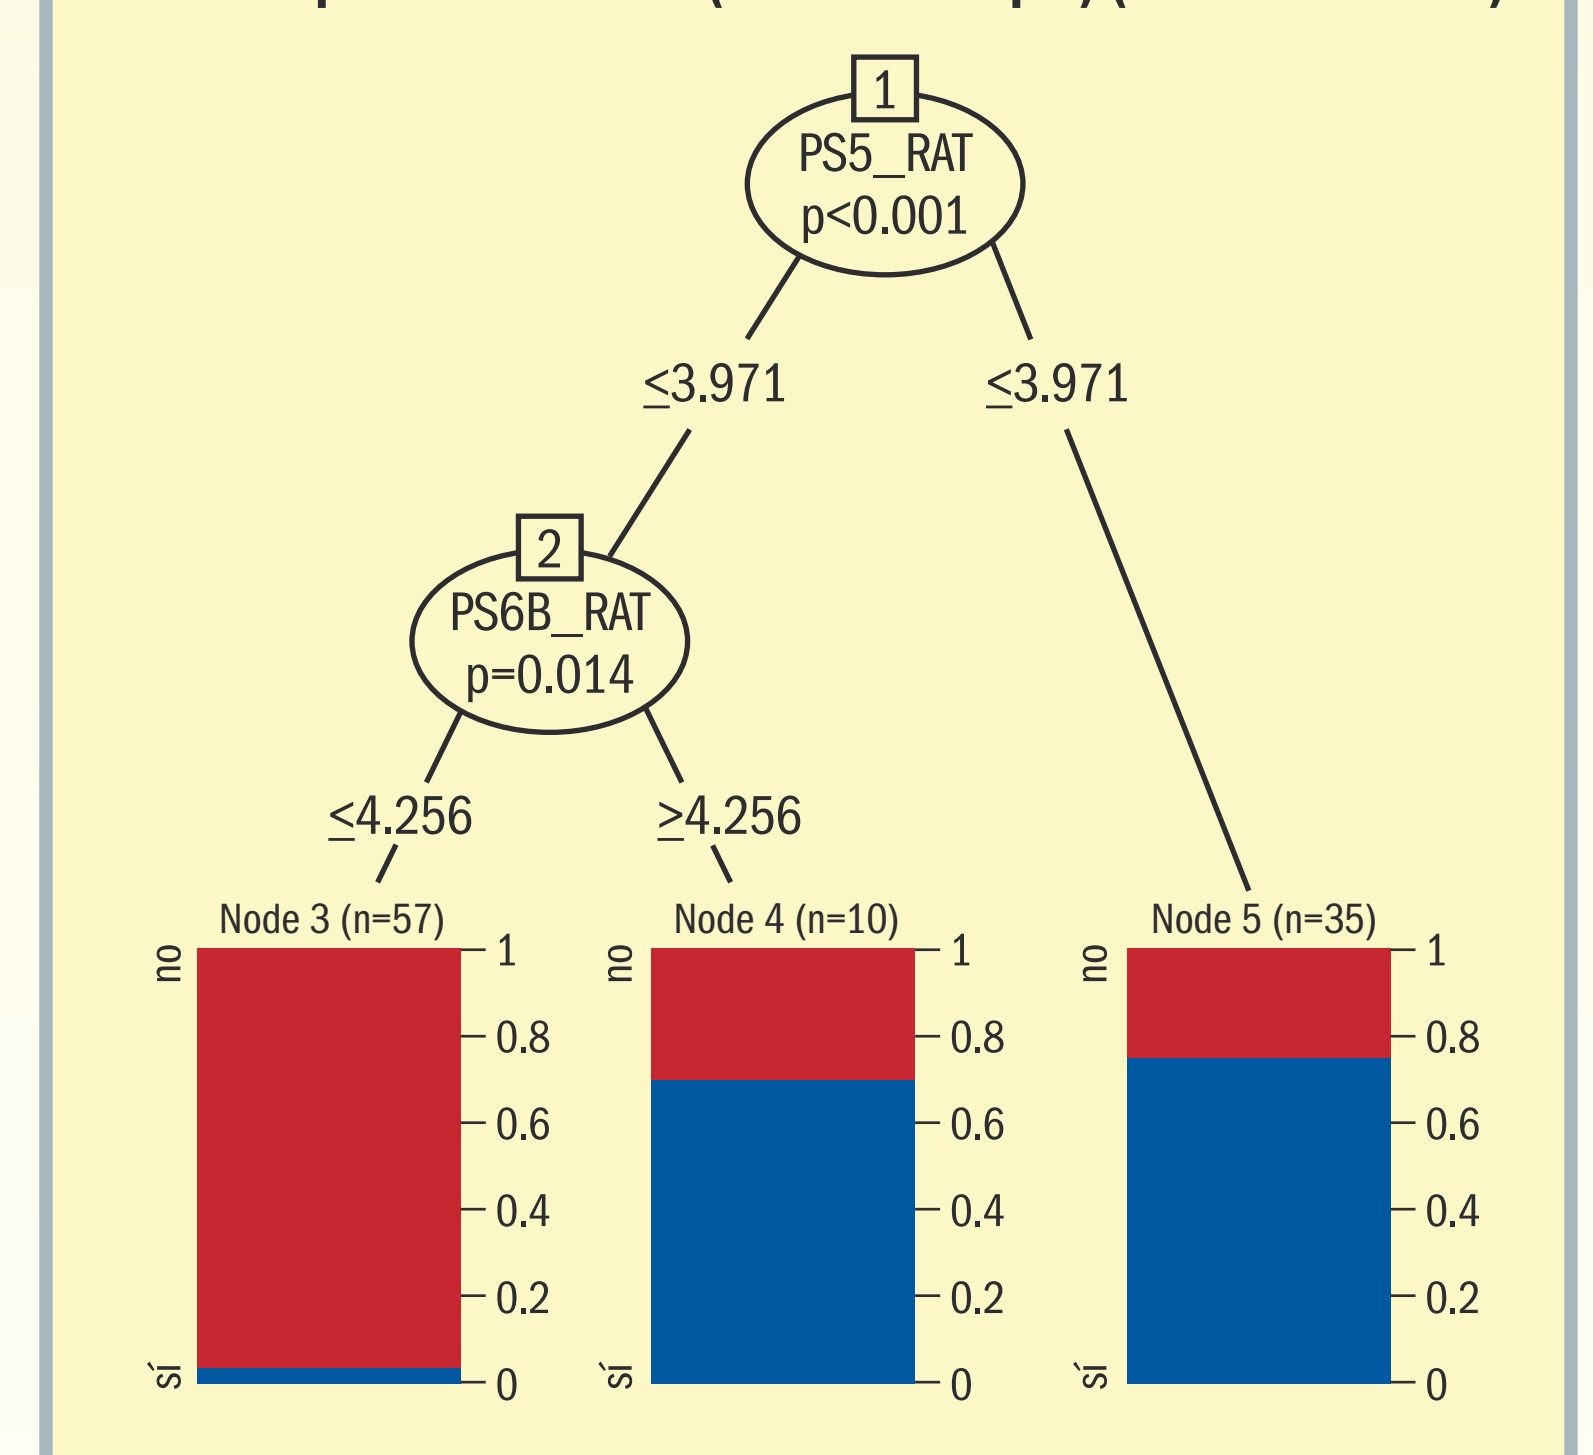 1
PS5_RAT
p<0.001
≤3.971
≤3.971
2
PS6B_RAT
p=0.014
≤4.256
≥4.256
Node 3 (n=57)
no
1
0.8
0.6
0.4
0.2
0
sí
Node 4 (n=10)
no
1
0.8
0.6
0.4
0.2
0
sí
Node 5 (n=35)
no
1
0.8
0.6
0.4
0.2
0
sí